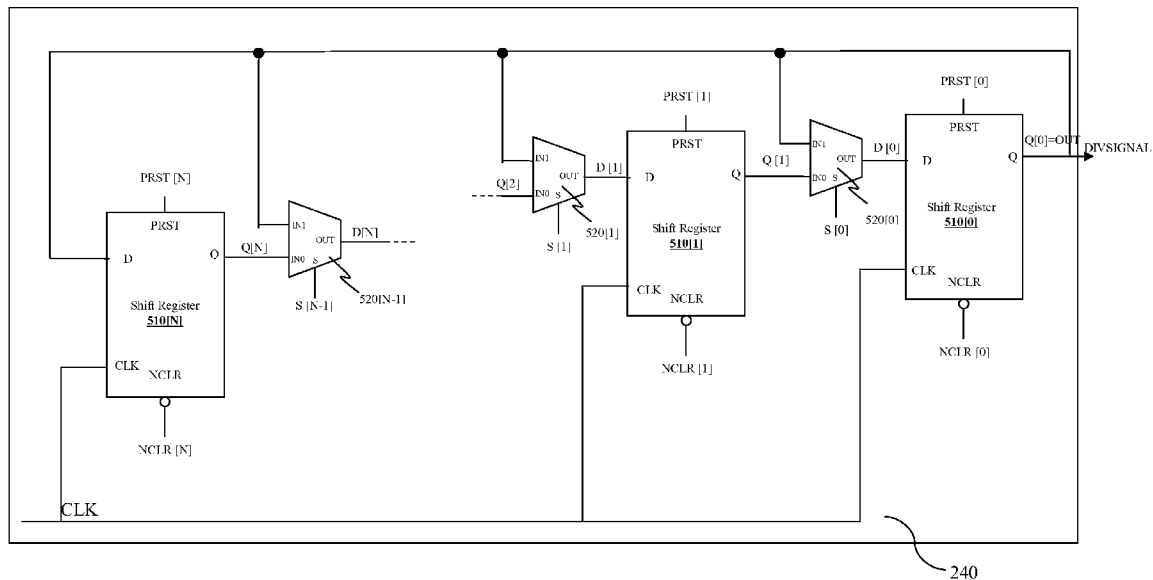 PRST [N]
PRST
D
Q
Q[N]
Shift Register
510[N]
CLK
NCLR
NCLR [N]
IN1
OUT
IN0
S
D[N]
S [N-1]
520[N-1]
Q[2]
IN1
OUT
IN0
S
D [1]
S [1]
520[1]
PRST [1]
PRST
D
Q
Q [1]
Shift Register
510[1]
CLK
NCLR
NCLR [1]
IN1
OUT
IN0
S
D [0]
S [0]
520[0]
PRST [0]
PRST
D
Q
Q[0]=OUT
DIVSIGNAL
Shift Register
510[0]
CLK
NCLR
NCLR [0]
CLK
240